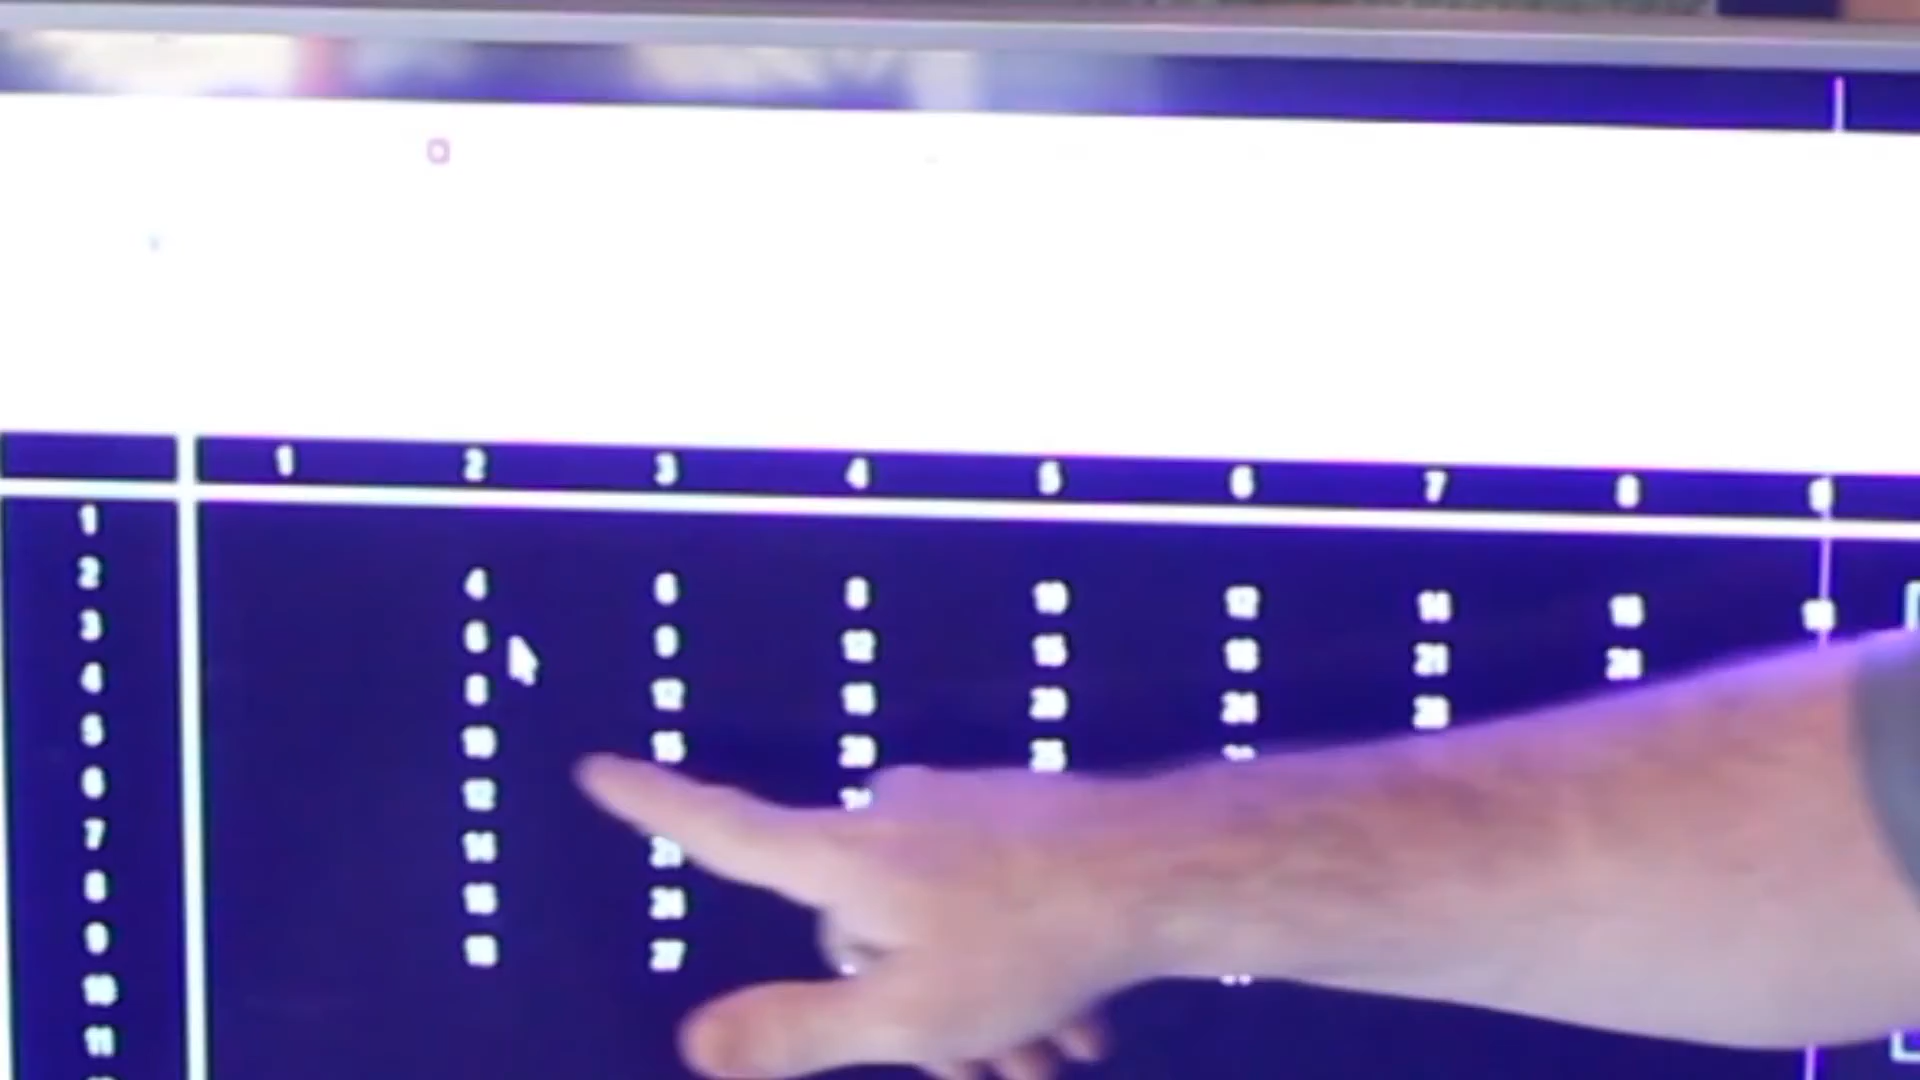 1 2 3 4 5 6 7 8 9
1
2 4 6 8 10 12 14 16 18
3 6 9 12 15 18 21 24
4 8 12 16 20 24 28
5 10 15 20 25
6 12
7 14 21
8 16 24
9 18 27
10
11